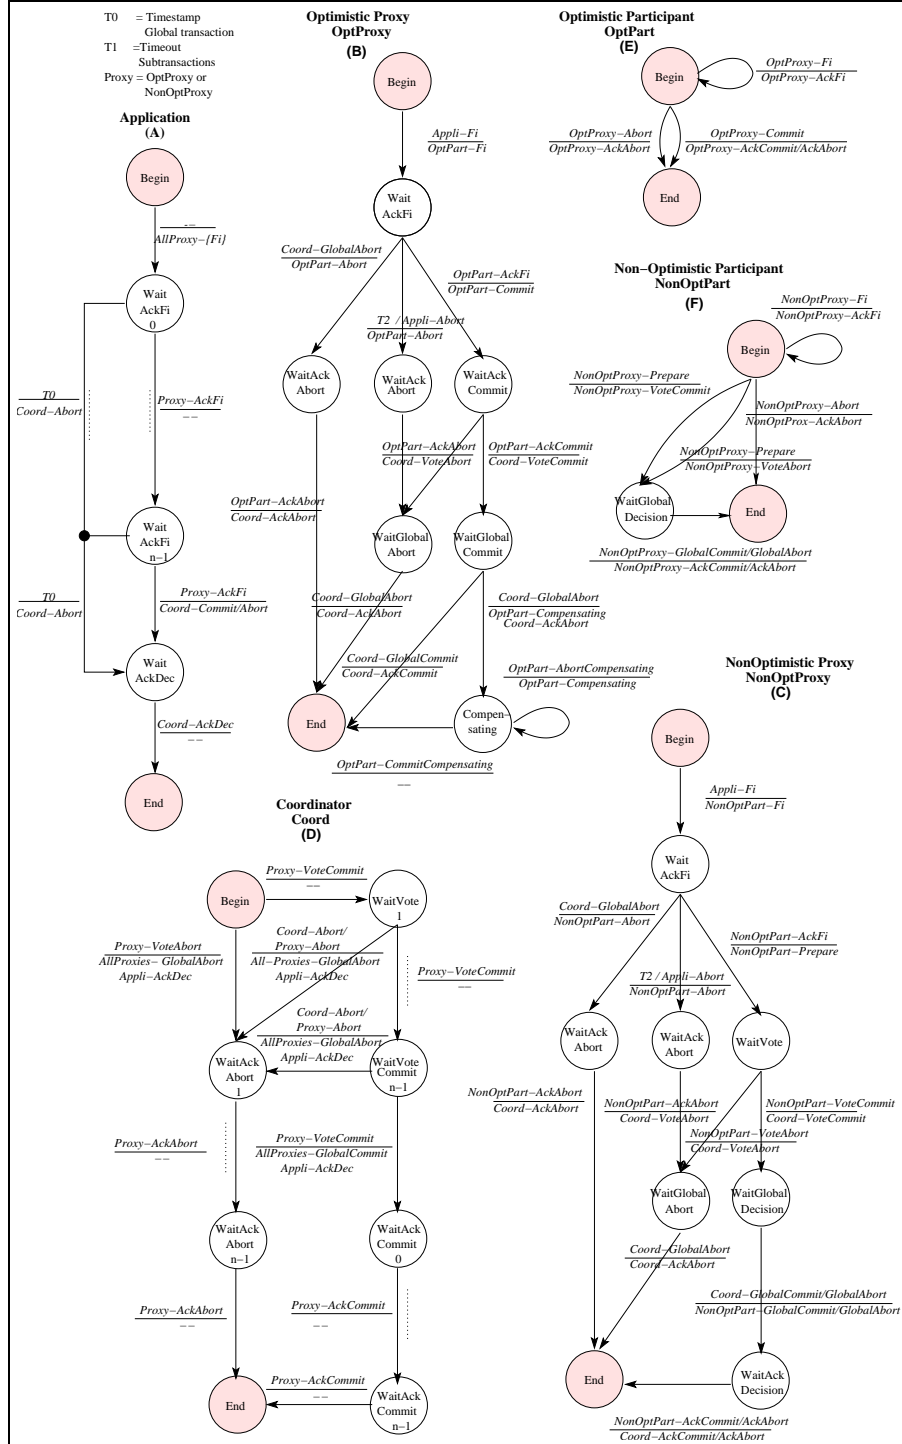 T0 = Timestamp
Global transaction
T1 =Timeout
Subtransactions
Proxy = OptProxy or
NonOptProxy
Application
(A)
Begin
--
AllProxy-{Fi}
Wait
AckFi
0
T0
Coord-Abort
Proxy-AckFi
--
Wait
AckFi
n-1
T0
Coord-Abort
Proxy-AckFi
Coord-Commit/Abort
Wait
AckDec
Coord-AckDec
--
End
Optimistic Proxy
OptProxy
(B)
Begin
Appli-Fi
OptPart-Fi
Wait
AckFi
Coord-GlobalAbort
OptPart-Abort
T2 / Appli-Abort
OptPart-Abort
OptPart-AckFi
OptPart-Commit
WaitAck
Abort
WaitAck
Abort
WaitAck
Commit
OptPart-AckAbort
Coord-AckAbort
OptPart-AckAbort
Coord-VoteAbort
OptPart-AckCommit
Coord-VoteCommit
WaitGlobal
Abort
WaitGlobal
Commit
Coord-GlobalAbort
Coord-AckAbort
Coord-GlobalAbort
OptPart-Compensating
Coord-AckAbort
Coord-GlobalCommit
Coord-AckCommit
OptPart-AbortCompensating
OptPart-Compensating
End
Compen-
sating
OptPart-CommitCompensating
--
Optimistic Participant
OptPart
(E)
Begin
OptProxy-Fi
OptProxy-AckFi
OptProxy-Abort
OptProxy-AckAbort
OptProxy-Commit
OptProxy-AckCommit/AckAbort
End
Non-Optimistic Participant
NonOptPart
(F)
NonOptProxy-Fi
NonOptProxy-AckFi
Begin
NonOptProxy-Prepare
NonOptProxy-VoteCommit
NonOptProxy-Abort
NonOptProx-AckAbort
NonOptProxy-Prepare
NonOptProxy-VoteAbort
WaitGlobal
Decision
End
NonOptProxy-GlobalCommit/GlobalAbort
NonOptProxy-AckCommit/AckAbort
NonOptimistic Proxy
NonOptProxy
(C)
Begin
Appli-Fi
NonOptPart-Fi
Wait
AckFi
Coord-GlobalAbort
NonOptPart-Abort
T2 / Appli-Abort
NonOptPart-Abort
NonOptPart-AckFi
NonOptPart-Prepare
WaitAck
Abort
WaitAck
Abort
WaitVote
NonOptPart-AckAbort
Coord-AckAbort
NonOptPart-AckAbort
Coord-VoteAbort
NonOptPart-VoteCommit
Coord-VoteCommit
NonOptPart-VoteAbort
Coord-VoteAbort
WaitGlobal
Abort
WaitGlobal
Decision
Coord-GlobalAbort
Coord-AckAbort
Coord-GlobalCommit/GlobalAbort
NonOptPart-GlobalCommit/GlobalAbort
End
WaitAck
Decision
NonOptPart-AckCommit/AckAbort
Coord-AckCommit/AckAbort
Coordinator
Coord
(D)
Begin
Proxy-VoteCommit
--
WaitVote
1
Proxy-VoteAbort
AllProxies-GlobalAbort
Appli-AckDec
Coord-Abort/
Proxy-Abort
All-Proxies-GlobalAbort
Appli-AckDec
Proxy-VoteCommit
--
Coord-Abort/
Proxy-Abort
AllProxies-GlobalAbort
Appli-AckDec
WaitAck
Abort
1
WaitVote
Commit
n-1
Proxy-AckAbort
--
Proxy-VoteCommit
AllProxies-GlobalCommit
Appli-AckDec
WaitAck
Abort
n-1
WaitAck
Commit
0
Proxy-AckAbort
--
Proxy-AckCommit
--
End
Proxy-AckCommit
--
WaitAck
Commit
n-1